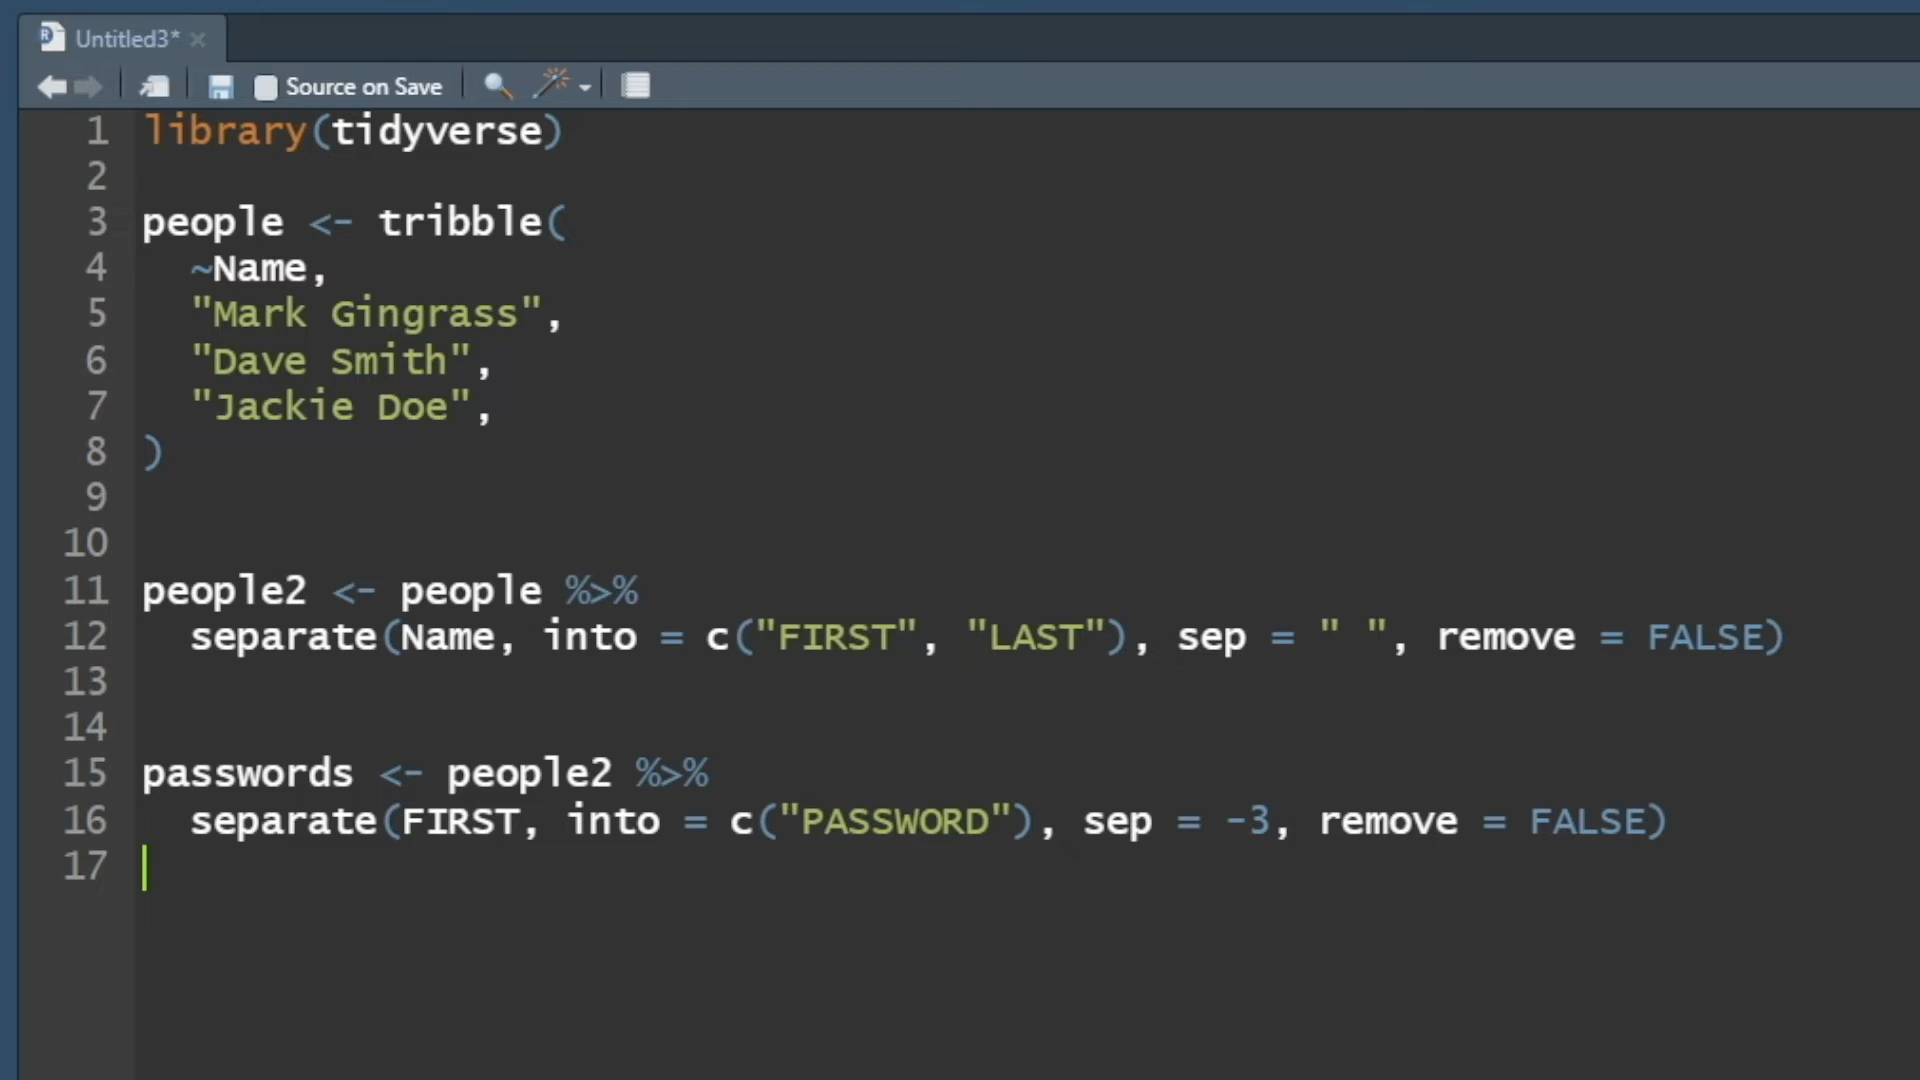 Untitled3*
Source on Save
1 library(tidyverse)
2
3 people <- tribble(
4   ~Name,
5   "Mark Gingrass",
6   "Dave Smith",
7   "Jackie Doe",
8 )
9
10
11 people2 <- people %>%
12   separate(Name, into = c("FIRST", "LAST"), sep = " ", remove = FALSE)
13
14
15 passwords <- people2 %>%
16   separate(FIRST, into = c("PASSWORD"), sep = -3, remove = FALSE)
17